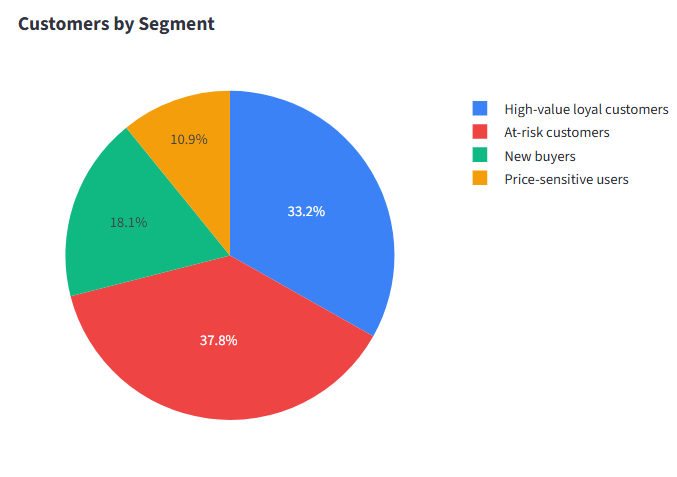 Customers by Segment
High-value loyal customers
At-risk customers
New buyers
Price-sensitive users
10.9%
33.2%
18.1%
37.8%